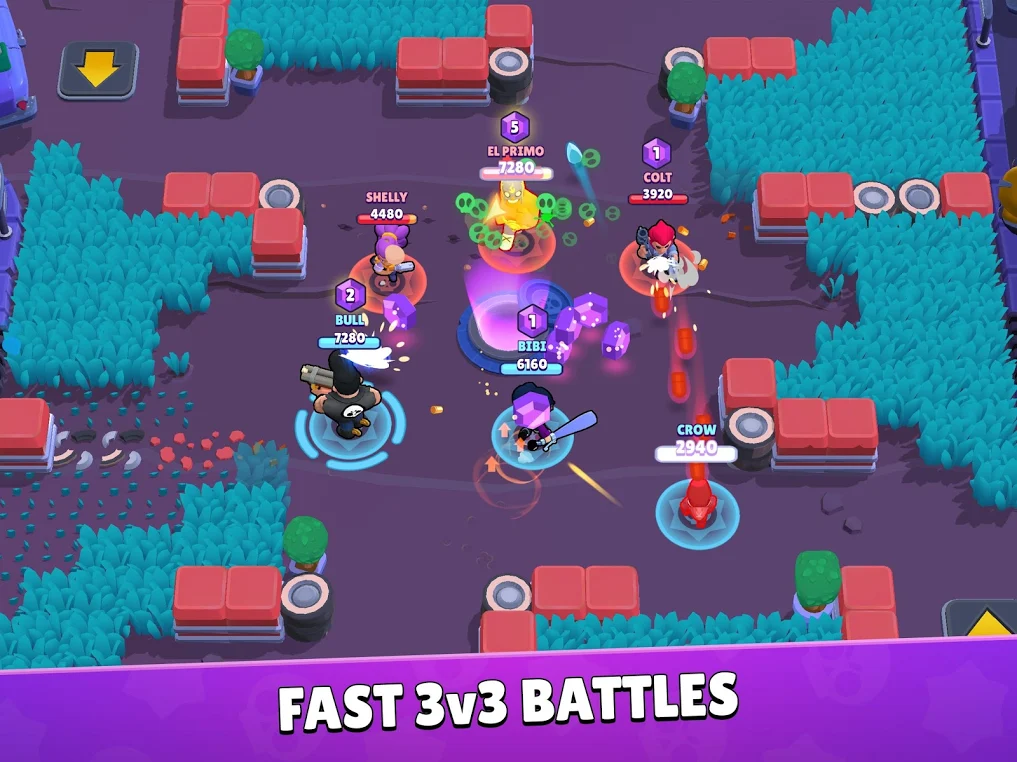 5
EL PRIMO
7280
1
COLT
3920
SHELLY
4480
2
BULL
7280
1
BIBI
6160
CROW
2940
FAST 3v3 BATTLES